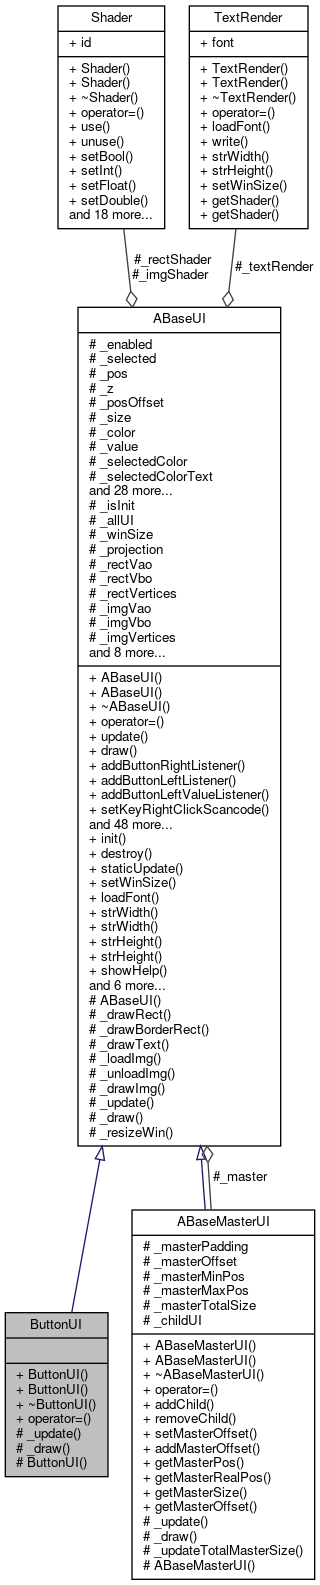 Shader
+ id
+ Shader()
+ Shader()
+ ~Shader()
+ operator=()
+ use()
+ unuse()
+ setBool()
+ setInt()
+ setFloat()
+ setDouble()
and 18 more...
TextRender
+ font
+ TextRender()
+ TextRender()
+ ~TextRender()
+ operator=()
+ loadFont()
+ write()
+ strWidth()
+ strHeight()
+ setWinSize()
+ getShader()
+ getShader()
#_rectShader
#_imgShader
#_textRender
ABaseUI
# _enabled
# _selected
# _pos
# _z
# _posOffset
# _size
# _color
# _value
# _selectedColor
# _selectedColorText
and 28 more...
# _isInit
# _allUI
# _winSize
# _projection
# _rectVao
# _rectVbo
# _rectVertices
# _imgVao
# _imgVbo
# _imgVertices
and 8 more...
+ ABaseUI()
+ ABaseUI()
+ ~ABaseUI()
+ operator=()
+ update()
+ draw()
+ addButtonRightListener()
+ addButtonLeftListener()
+ addButtonLeftValueListener()
+ setKeyRightClickScancode()
and 48 more...
+ init()
+ destroy()
+ staticUpdate()
+ setWinSize()
+ loadFont()
+ strWidth()
+ strWidth()
+ strHeight()
+ strHeight()
+ showHelp()
and 6 more...
# ABaseUI()
# _drawRect()
# _drawBorderRect()
# _drawText()
# _loadImg()
# _unloadImg()
# _drawImg()
# _update()
# _draw()
# _resizeWin()
#_master
ButtonUI
+ ButtonUI()
+ ButtonUI()
+ ~ButtonUI()
+ operator=()
# _update()
# _draw()
# ButtonUI()
ABaseMasterUI
# _masterPadding
# _masterOffset
# _masterMinPos
# _masterMaxPos
# _masterTotalSize
# _childUI
+ ABaseMasterUI()
+ ABaseMasterUI()
+ ~ABaseMasterUI()
+ operator=()
+ addChild()
+ removeChild()
+ setMasterOffset()
+ addMasterOffset()
+ getMasterPos()
+ getMasterRealPos()
+ getMasterSize()
+ getMasterOffset()
# _update()
# _draw()
# _updateTotalMasterSize()
# ABaseMasterUI()